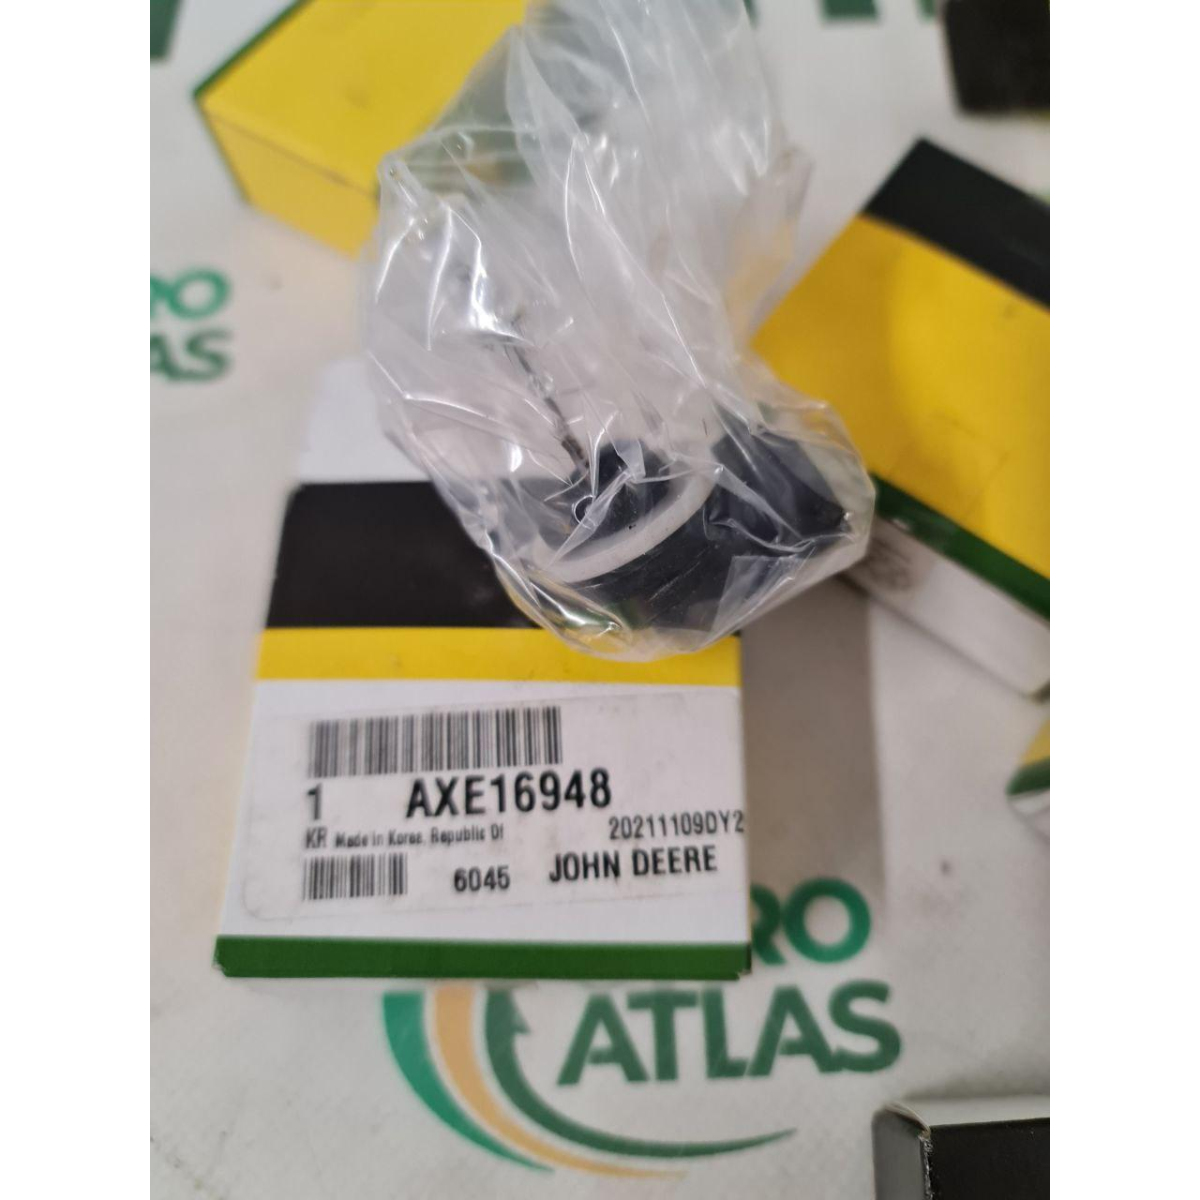 RO
AS
1 AXE16948
KR Made in Korea, Republic Of
20211109DY2
6045 JOHN DEERE
RO
ATLAS